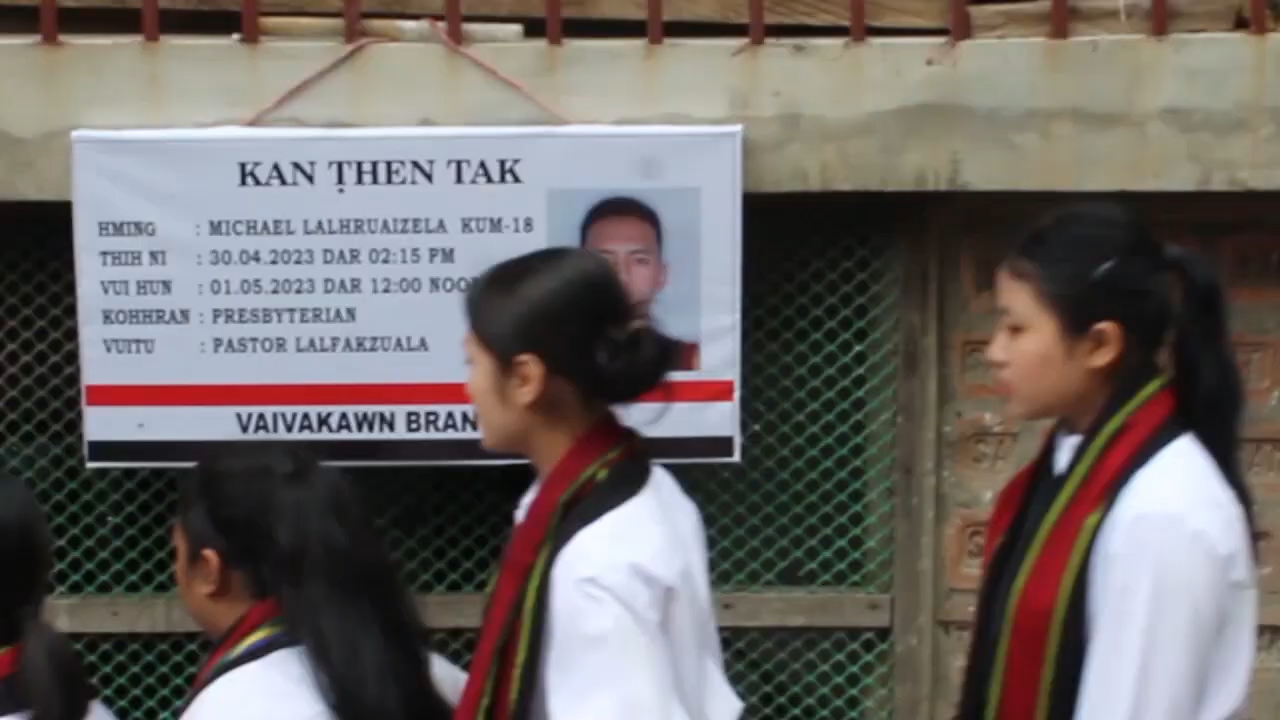 KAN ṬHEN TAK
HMING : MICHAEL LALHRUAIZELA KUM-18
THIH NI : 30.04.2023 DAR 02:15 PM
VUI HUN : 01.05.2023 DAR 12:00
KOHHRAN : PRESBYTERIAN
VUITU : PASTOR LALFAKZUALA
VAIVAKAWN